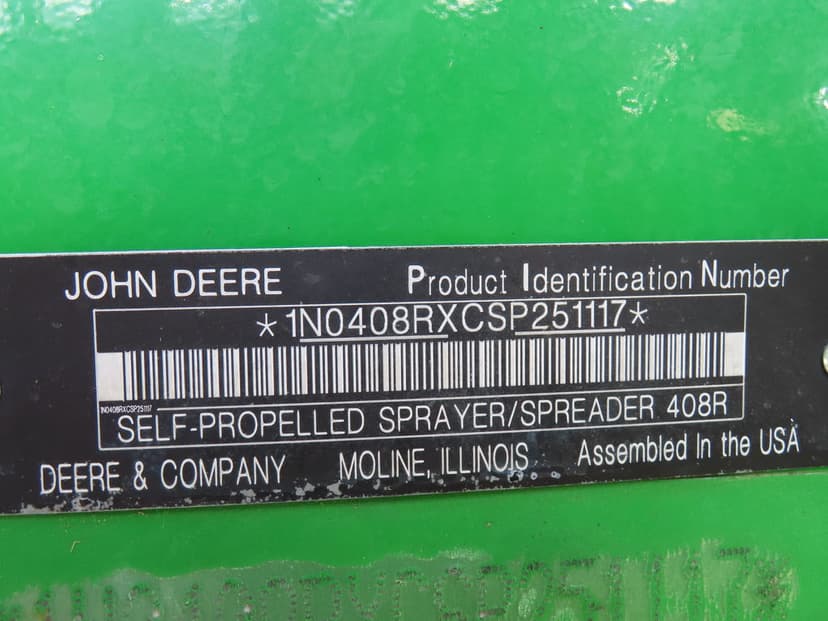 JOHN DEERE Product Identification Number
*1N0408RXCSP251117*
1N0408RXCSP251117
SELF-PROPELLED SPRAYER/SPREADER 408R
DEERE & COMPANY MOLINE, ILLINOIS Assembled In the USA